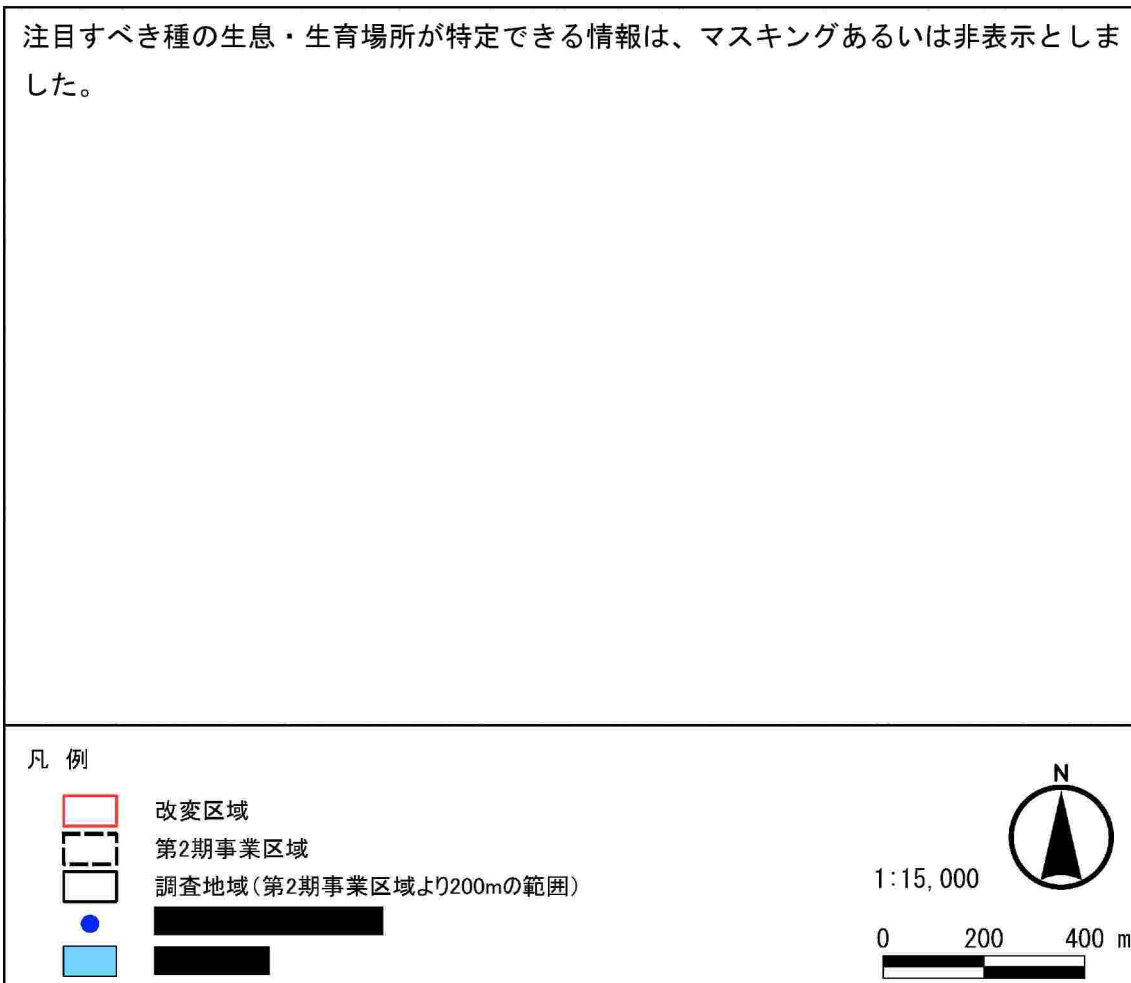 注目すべき種の生息・生育場所が特定できる情報は、マスキングあるいは非表示としま
した。
凡 例
改変区域
第2期事業区域
調査地域(第2期事業区域より200mの範囲)
N
1:15,000
0 200 400 m